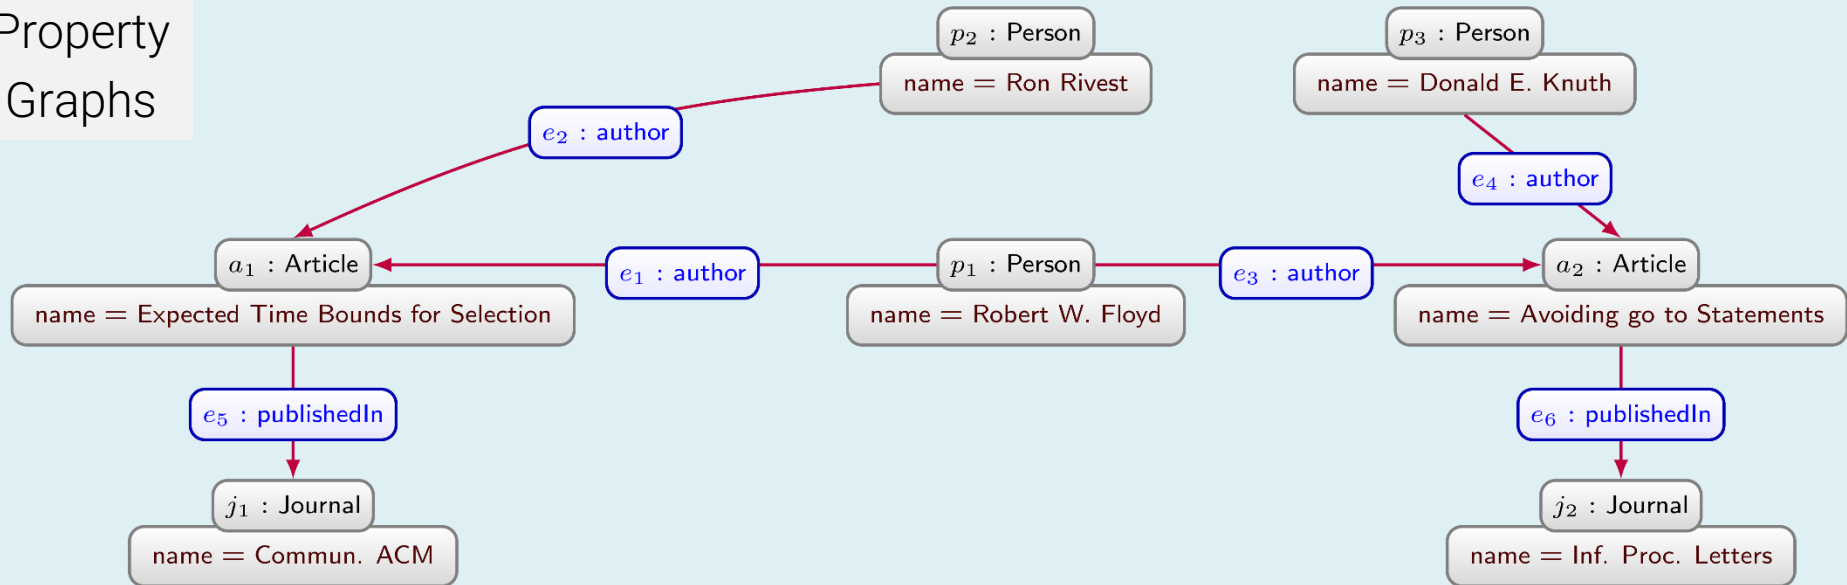 Property
Graphs
p₂ : Person
name = Ron Rivest
p₃ : Person
name = Donald E. Knuth
e₂ : author
e₄ : author
a₁ : Article
name = Expected Time Bounds for Selection
e₁ : author
p₁ : Person
name = Robert W. Floyd
e₃ : author
a₂ : Article
name = Avoiding go to Statements
e₅ : publishedIn
e₆ : publishedIn
j₁ : Journal
name = Commun. ACM
j₂ : Journal
name = Inf. Proc. Letters